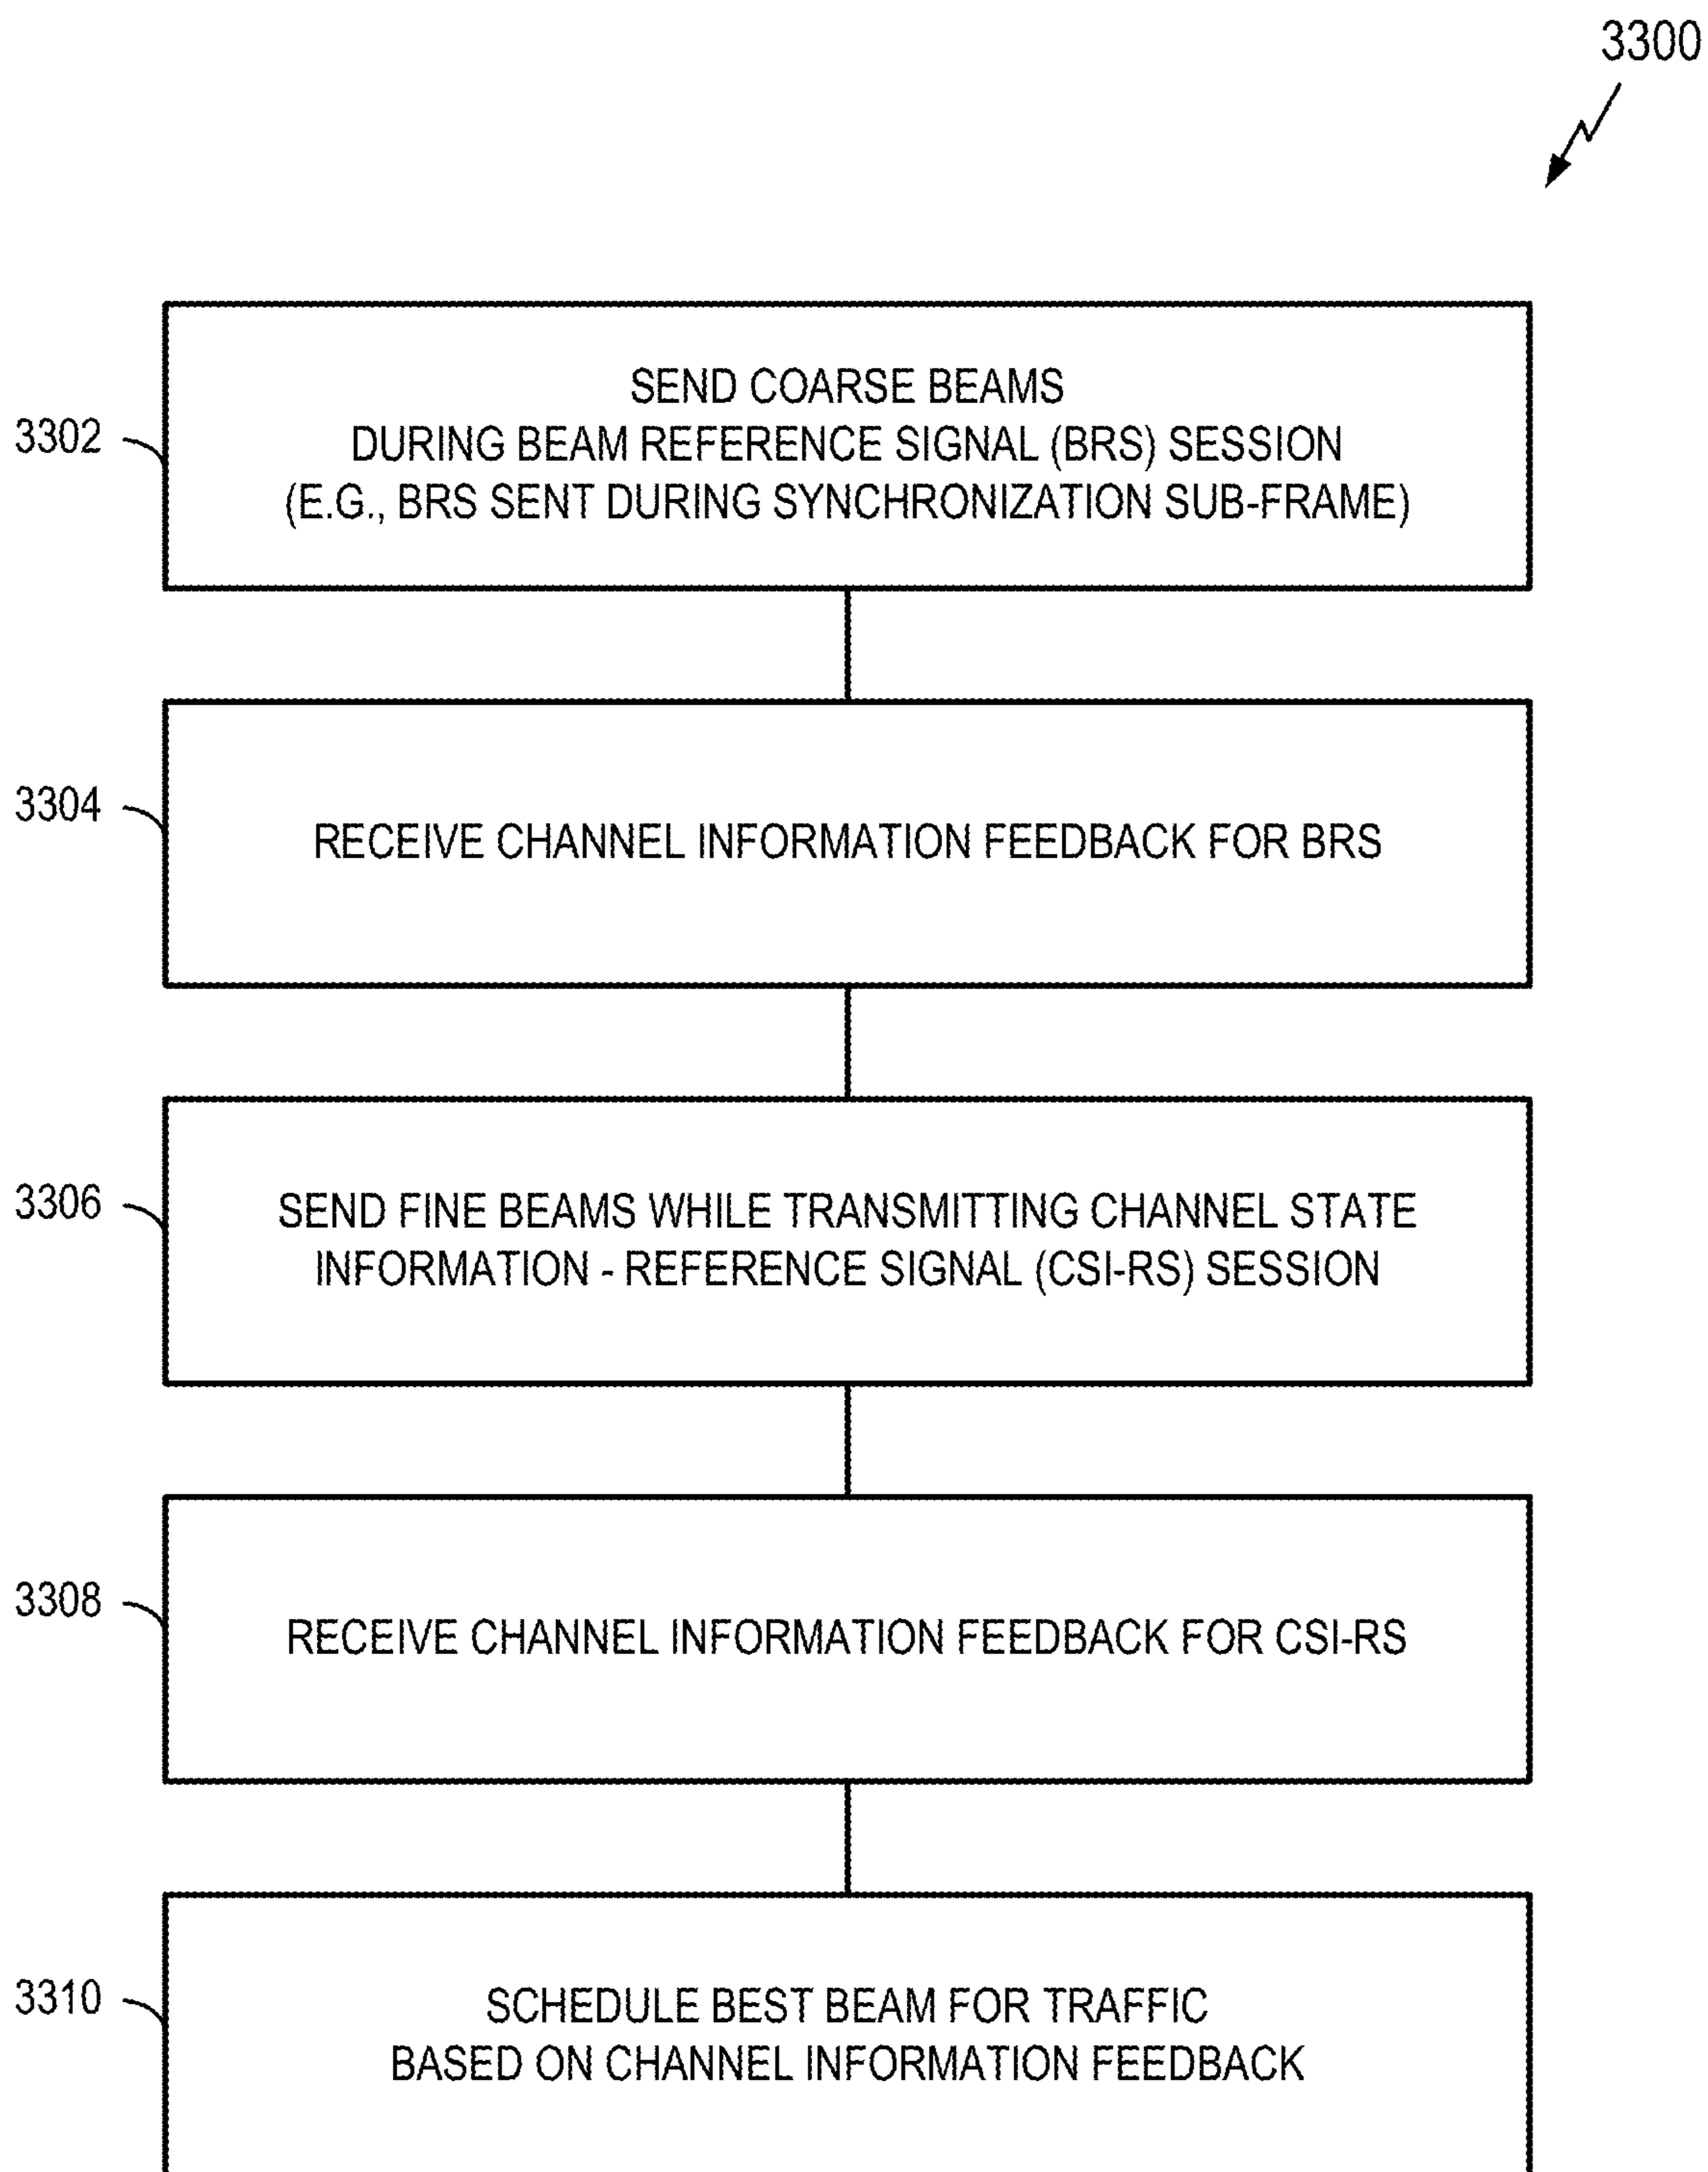 3300
3302
SEND COARSE BEAMS
DURING BEAM REFERENCE SIGNAL (BRS) SESSION
(E.G., BRS SENT DURING SYNCHRONIZATION SUB-FRAME)
3304
RECEIVE CHANNEL INFORMATION FEEDBACK FOR BRS
3306
SEND FINE BEAMS WHILE TRANSMITTING CHANNEL STATE
INFORMATION - REFERENCE SIGNAL (CSI-RS) SESSION
3308
RECEIVE CHANNEL INFORMATION FEEDBACK FOR CSI-RS
3310
SCHEDULE BEST BEAM FOR TRAFFIC
BASED ON CHANNEL INFORMATION FEEDBACK